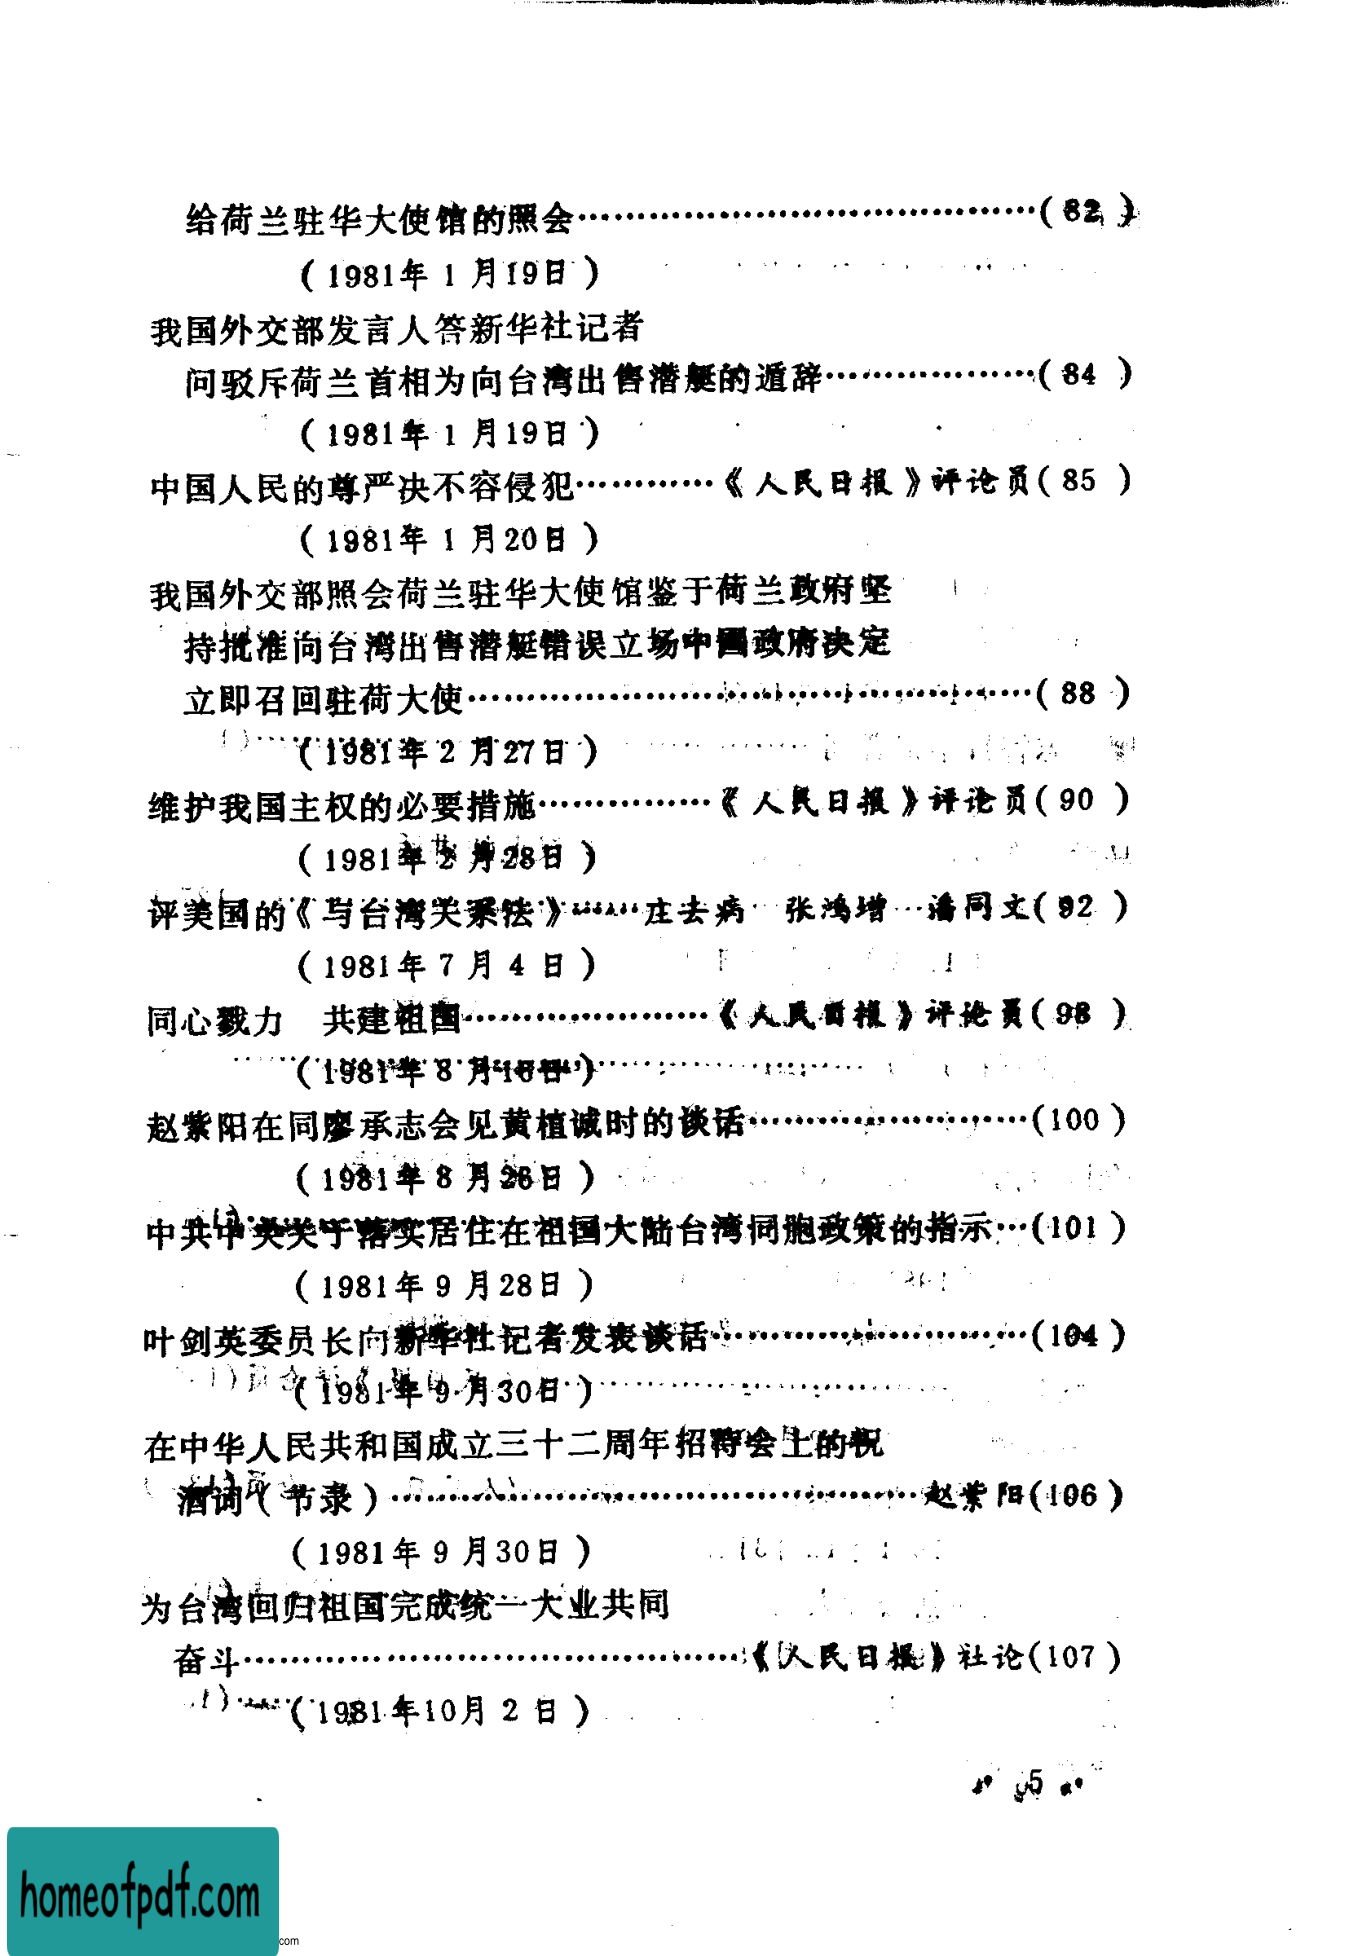 给荷兰驻华大使馆的照会……………………………………(82)
(1981年1月19日)
我国外交部发言人答新华社记者
问驳斥荷兰首相为向台湾出售潜艇的遁辞………………(84)
(1981年1月19日)
中国人民的尊严决不容侵犯…………《人民日报》评论员(85)
(1981年1月20日)
我国外交部照会荷兰驻华大使馆鉴于荷兰政府坚
持批准向台湾出售潜艇错误立场中国政府决定
立即召回驻荷大使………………………………………………(88)
(1981年2月27日)
维护我国主权的必要措施……………《人民日报》评论员(90)
(1981年2月28日)
评美国的《与台湾关系法》……庄去病 张鸿增 潘同文(92)
(1981年7月4日)
同心戮力 共建祖国…………………《人民日报》评论员(98)
(1981年8月16日)
赵紫阳在同廖承志会见黄植诚时的谈话……………………(100)
(1981年8月26日)
中共中央关于落实居住在祖国大陆台湾同胞政策的指示…(101)
(1981年9月28日)
叶剑英委员长向新华社记者发表谈话………………………(104)
(1981年9月30日)
在中华人民共和国成立三十二周年招待会上的祝
酒词(节录)……………………………………………赵紫阳(106)
(1981年9月30日)
为台湾回归祖国完成统一大业共同
奋斗………………………………………《人民日报》社论(107)
(1981年10月2日)
• 5 •
homeofpdf.com
com